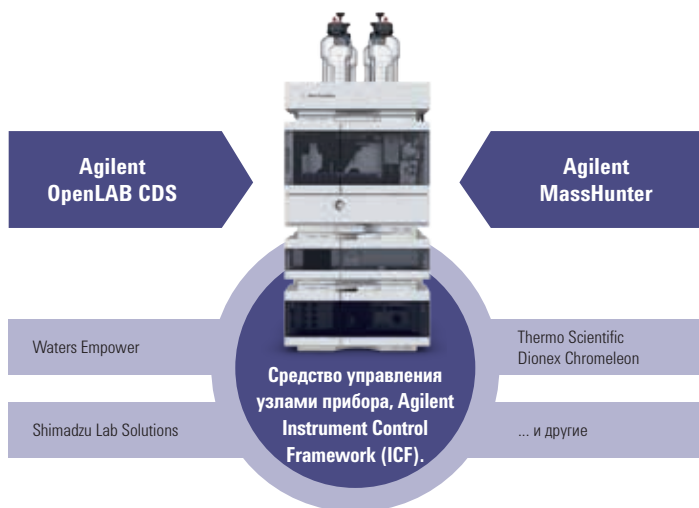 Agilent
OpenLAB CDS
Agilent
MassHunter
Waters Empower
Thermo Scientific
Dionex Chromeleon
Shimadzu Lab Solutions
... и другие
Средство управления
узлами прибора, Agilent
Instrument Control
Framework (ICF).